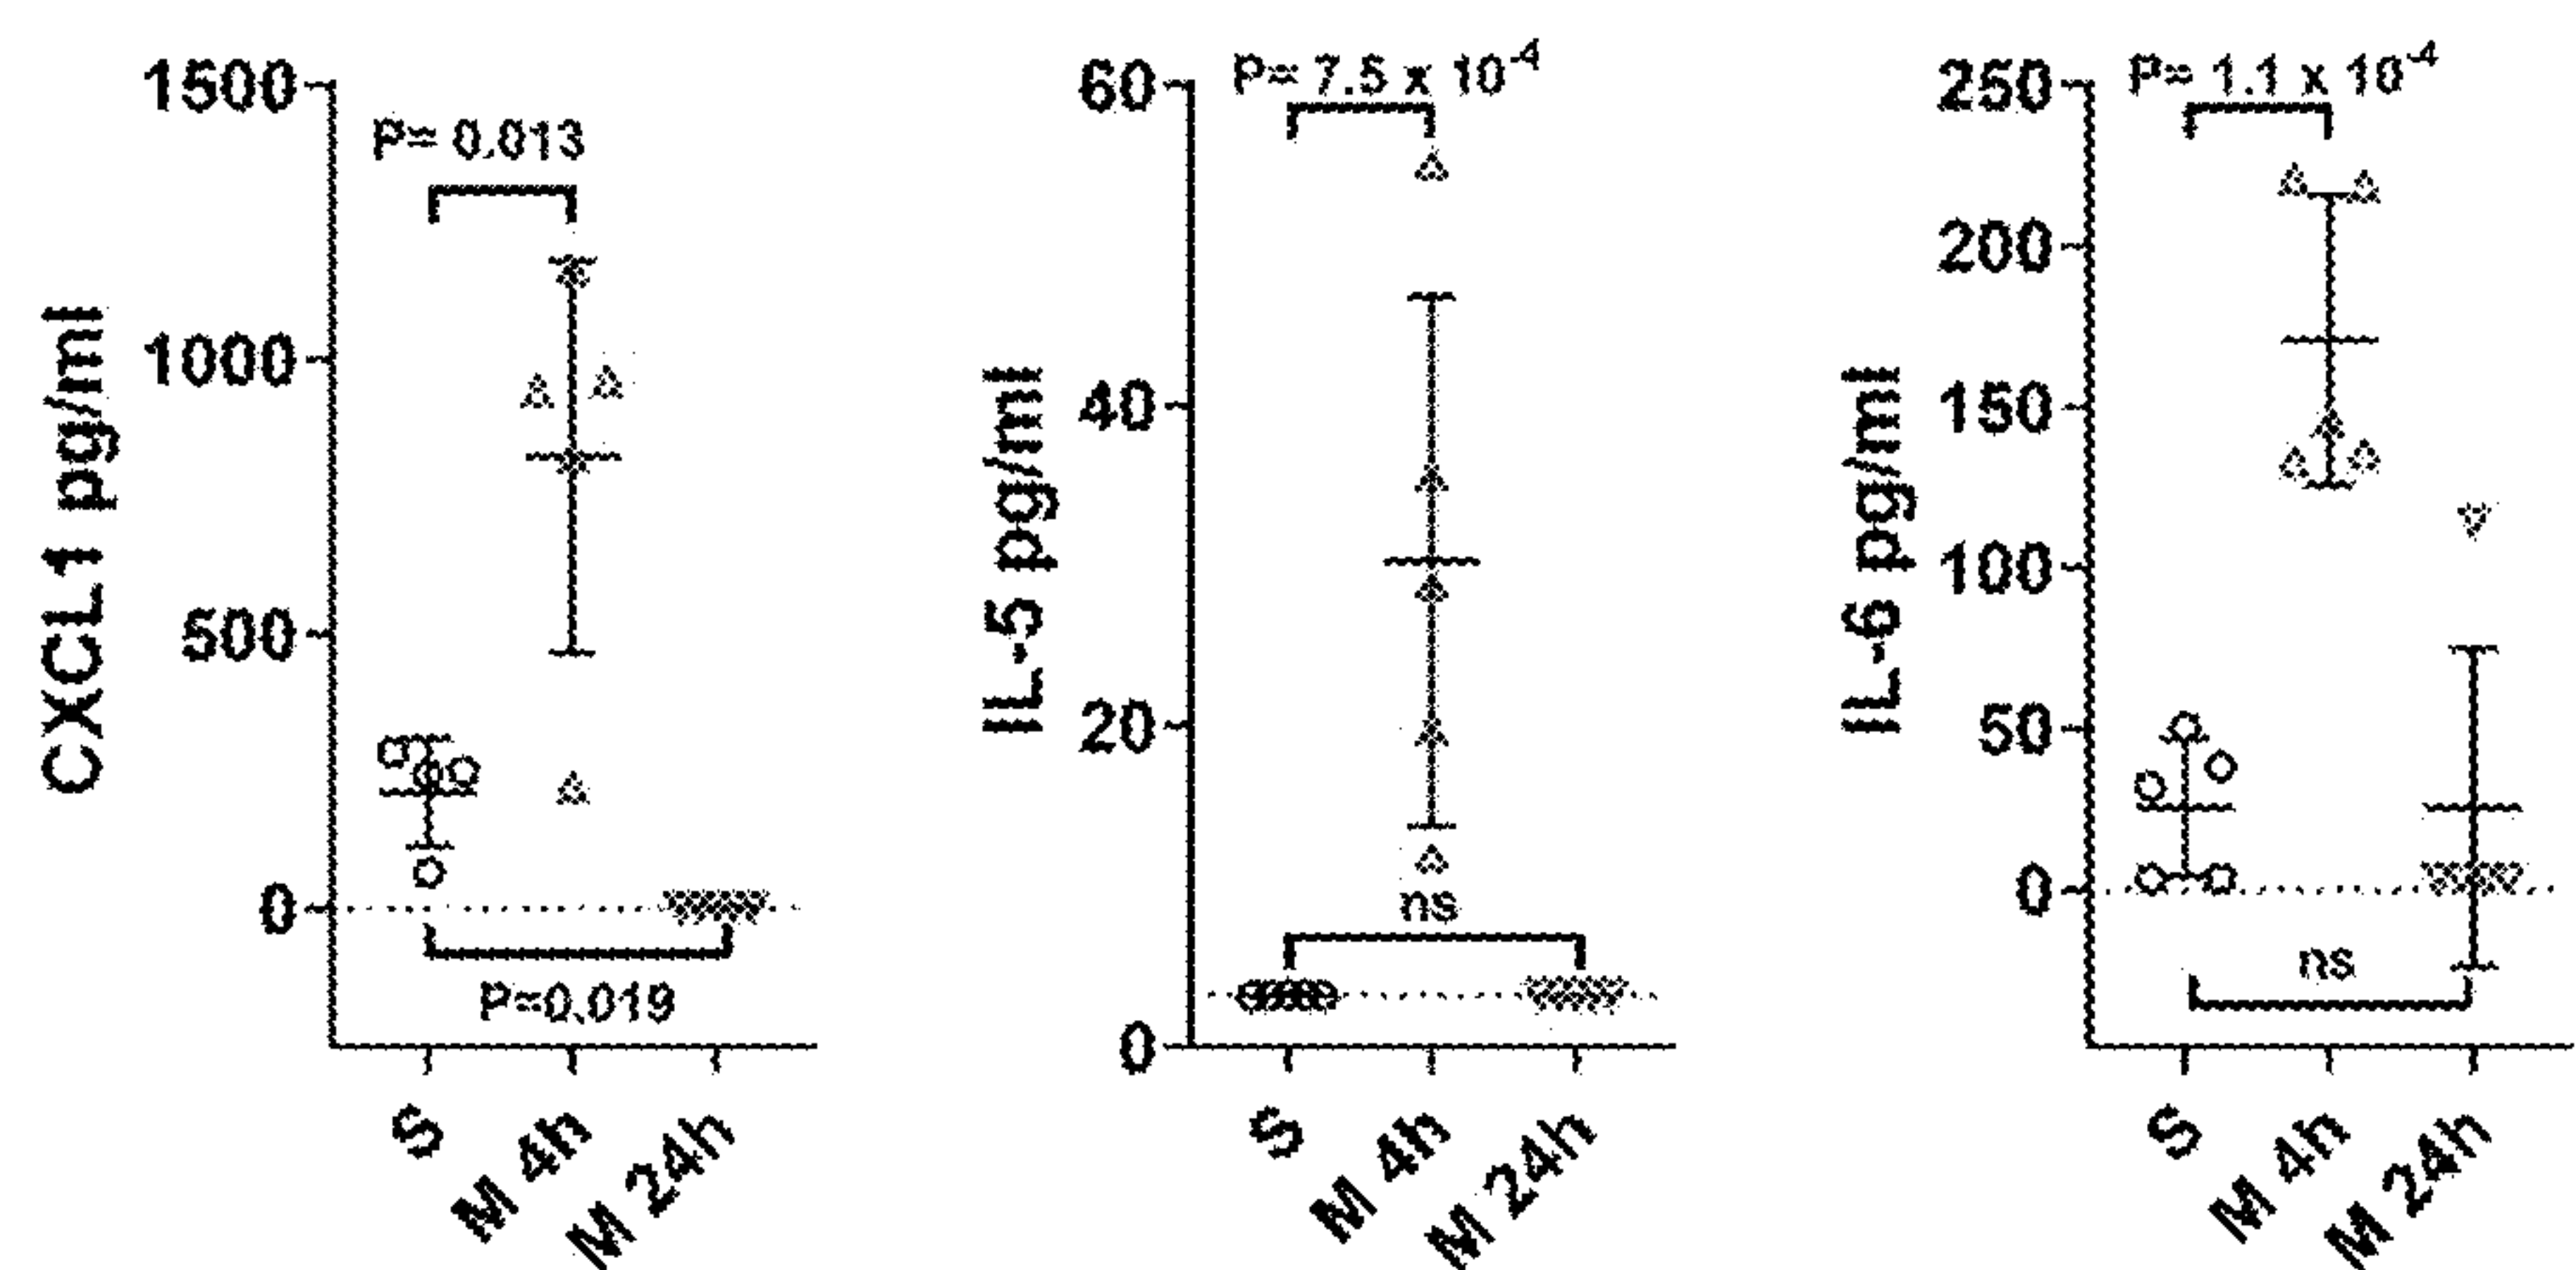 CXCL1 pg/ml
1500
1000
500
0
P= 0.013
P=0.019
S
M 4h
M 24h
IL-5 pg/ml
60
40
20
0
P= 7.5 x 10⁻⁴
ns
S
M 4h
M 24h
IL-6 pg/ml
250
200
150
100
50
0
P= 1.1 x 10⁻⁴
ns
S
M 4h
M 24h